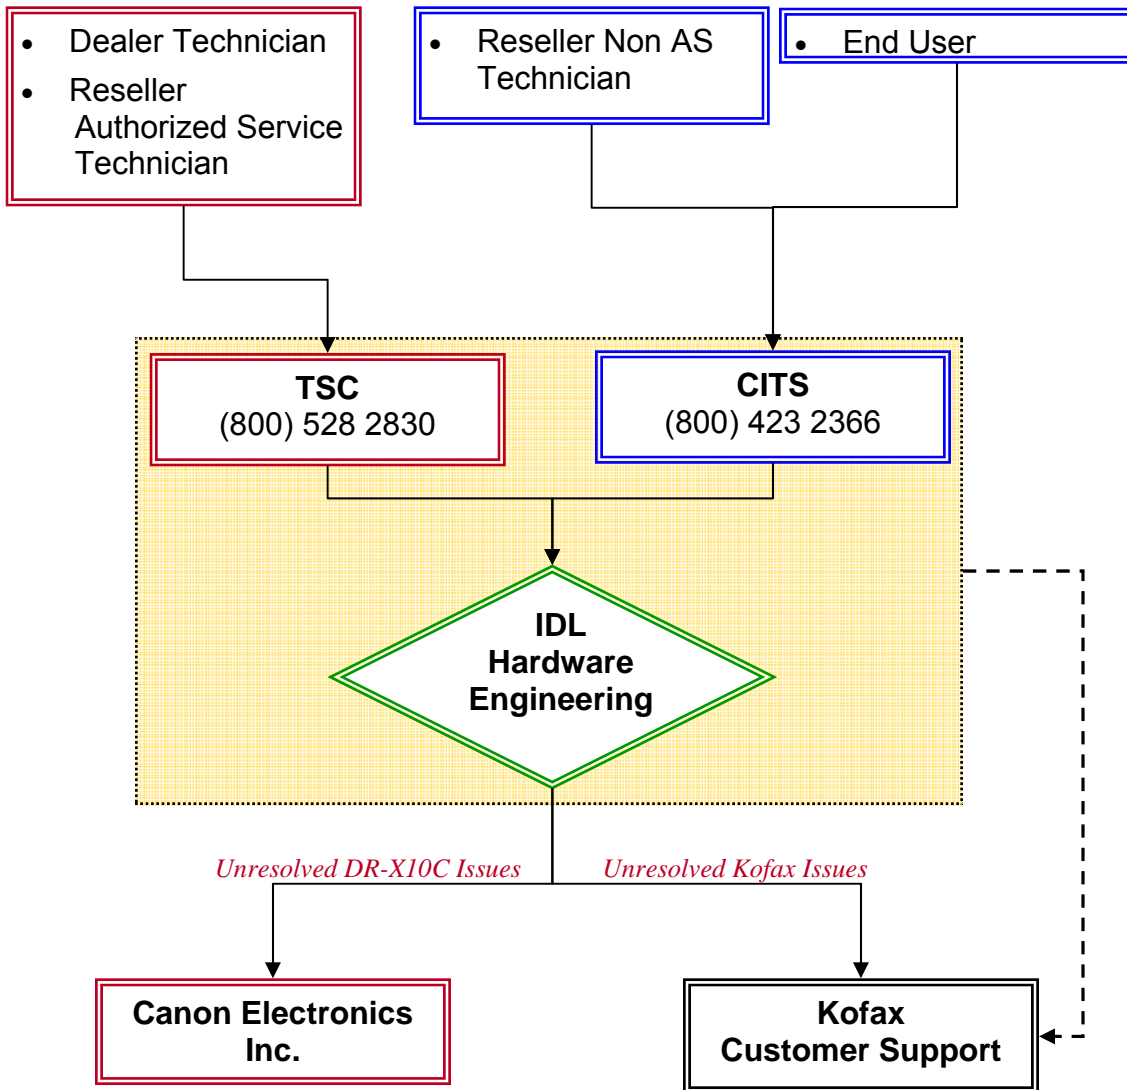 • Dealer Technician
• Reseller
Authorized Service
Technician
• Reseller Non AS
Technician
• End User
TSC
(800) 528 2830
CITS
(800) 423 2366
IDL
Hardware
Engineering
Unresolved DR-X10C Issues
Unresolved Kofax Issues
Canon Electronics
Inc.
Kofax
Customer Support